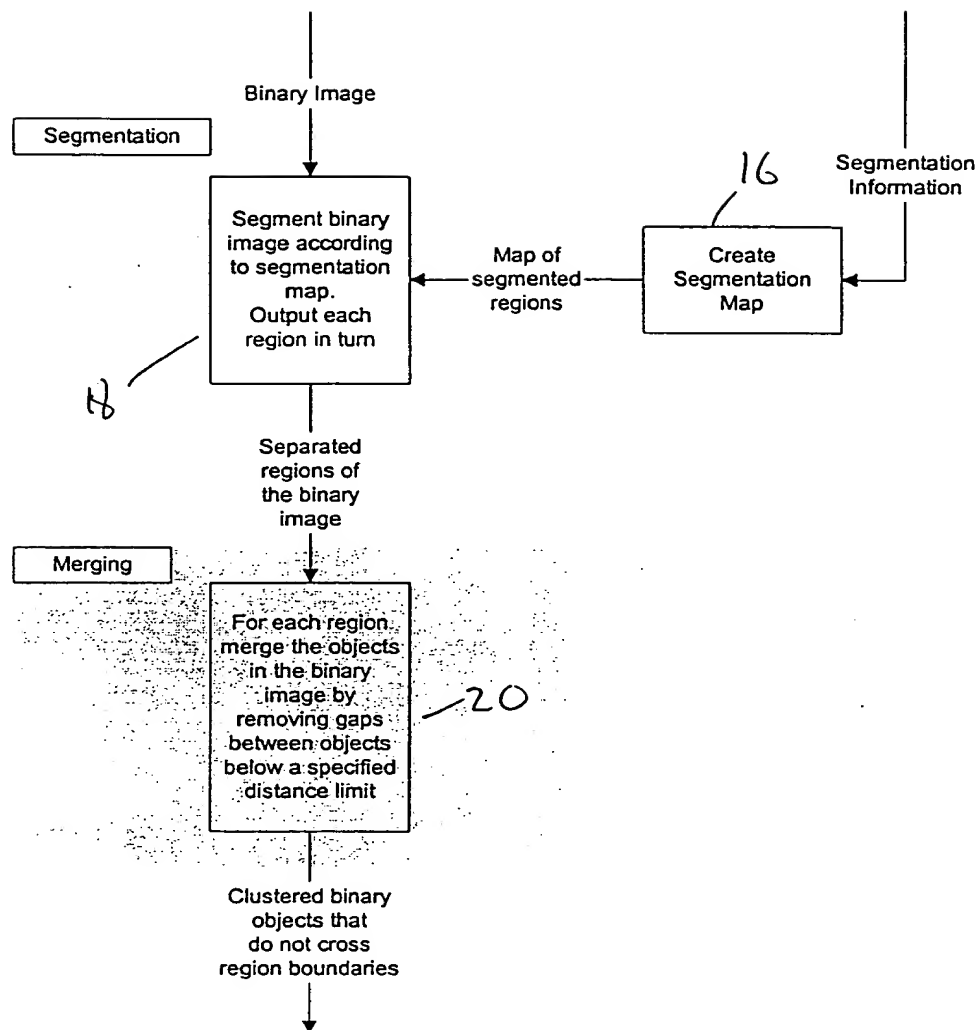 Binary Image
Segmentation
Segmentation
Information
16
Segment binary
image according
to segmentation
map.
Output each
region in turn
Map of
segmented
regions
Create
Segmentation
Map
18
Separated
regions of
the binary
image
Merging
For each region
merge the objects
in the binary
image by
removing gaps
between objects
below a specified
distance limit
20
Clustered binary
objects that
do not cross
region boundaries